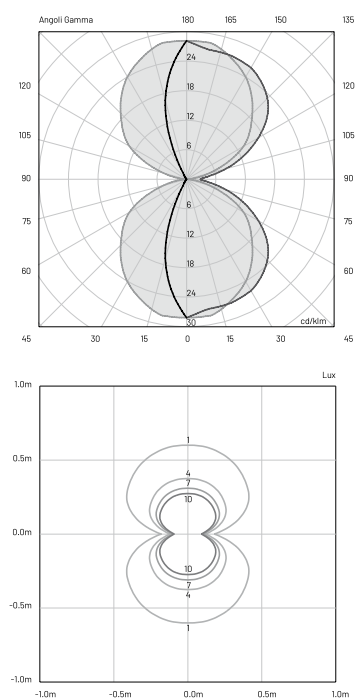 Angoli Gamma 180 165 150 135
24
120 18 120
105 12 105
6
90 90
6
75 12 75
60 18 60
24
30 cd/klm
45 30 15 0 15 30 45
Lux
1.0m
1
0.5m
4
7
10
0.0m
10
7
-0.5m 4
1
-1.0m
-1.0m -0.5m 0.0m 0.5m 1.0m